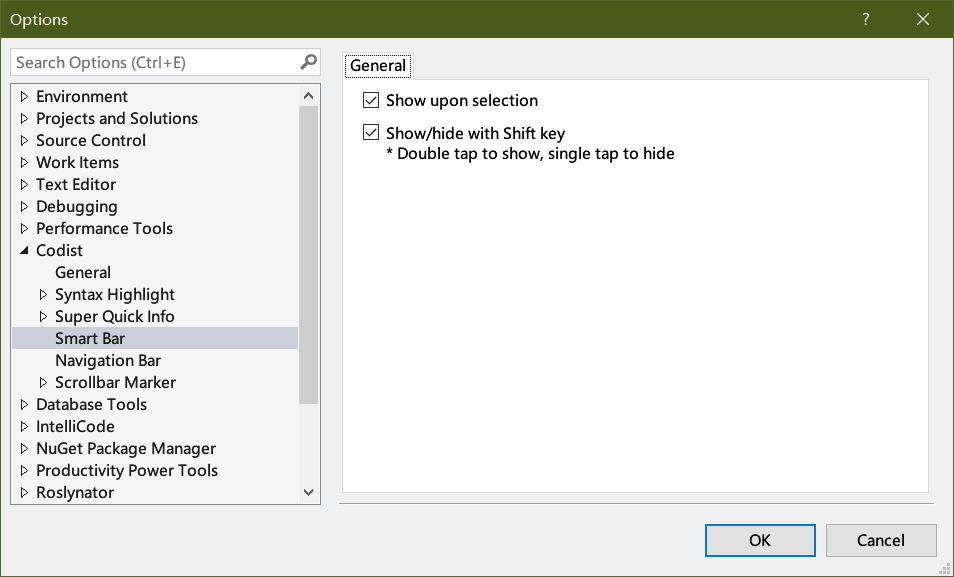 Options
?
Search Options (Ctrl+E)
Environment
Projects and Solutions
Source Control
Work Items
Text Editor
Debugging
Performance Tools
Codist
General
Syntax Highlight
Super Quick Info
Smart Bar
Navigation Bar
Scrollbar Marker
Database Tools
IntelliCode
NuGet Package Manager
Productivity Power Tools
Roslynator
General
Show upon selection
Show/hide with Shift key
* Double tap to show, single tap to hide
OK
Cancel